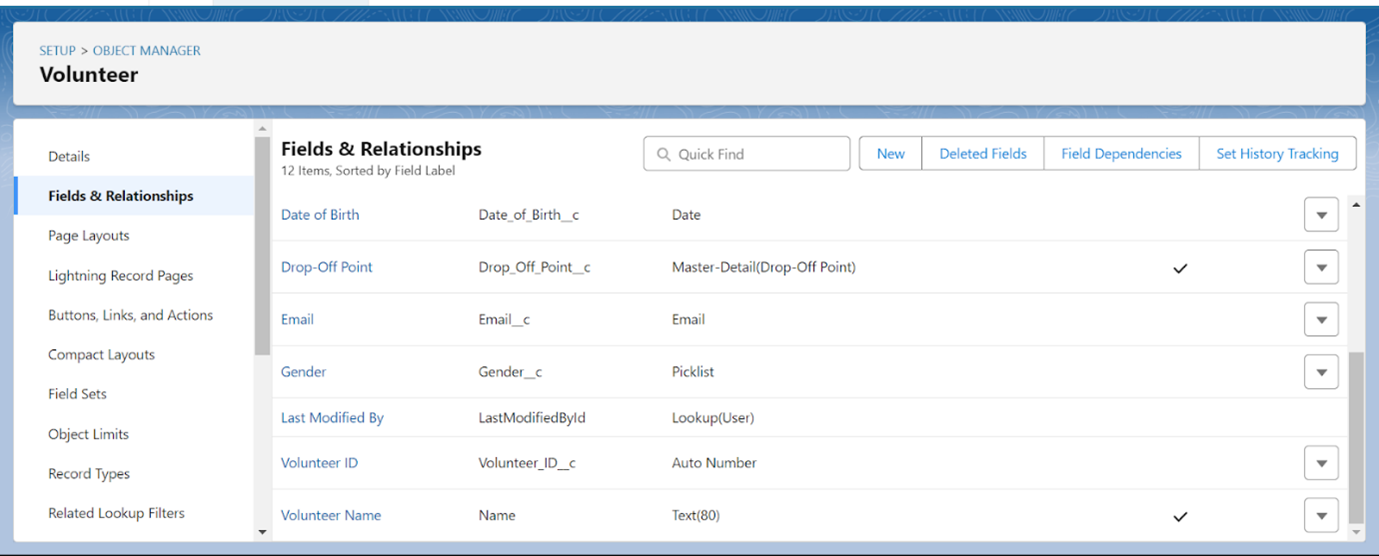 SETUP > OBJECT MANAGER
Volunteer
Details
Fields & Relationships
Page Layouts
Lightning Record Pages
Buttons, Links, and Actions
Compact Layouts
Field Sets
Object Limits
Record Types
Related Lookup Filters
Fields & Relationships
12 Items, Sorted by Field Label
Quick Find
New
Deleted Fields
Field Dependencies
Set History Tracking
Date of Birth Date_of_Birth__c Date
Drop-Off Point Drop_Off_Point__c Master-Detail(Drop-Off Point)
Email Email__c Email
Gender Gender__c Picklist
Last Modified By LastModifiedById Lookup(User)
Volunteer ID Volunteer_ID__c Auto Number
Volunteer Name Name Text(80)